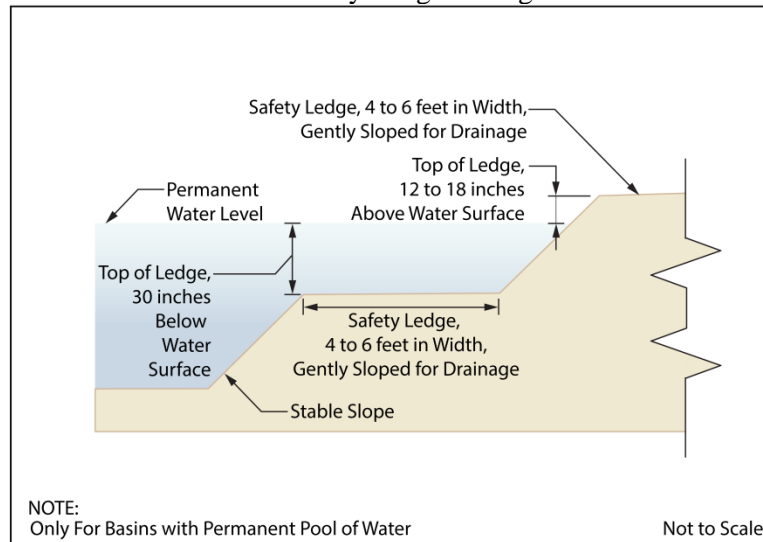 Safety Ledge, 4 to 6 feet in Width,
Gently Sloped for Drainage
Top of Ledge,
12 to 18 inches
Above Water Surface
Permanent
Water Level
Top of Ledge,
30 inches
Below
Water
Surface
Safety Ledge,
4 to 6 feet in Width,
Gently Sloped for Drainage
Stable Slope
NOTE:
Only For Basins with Permanent Pool of Water
Not to Scale